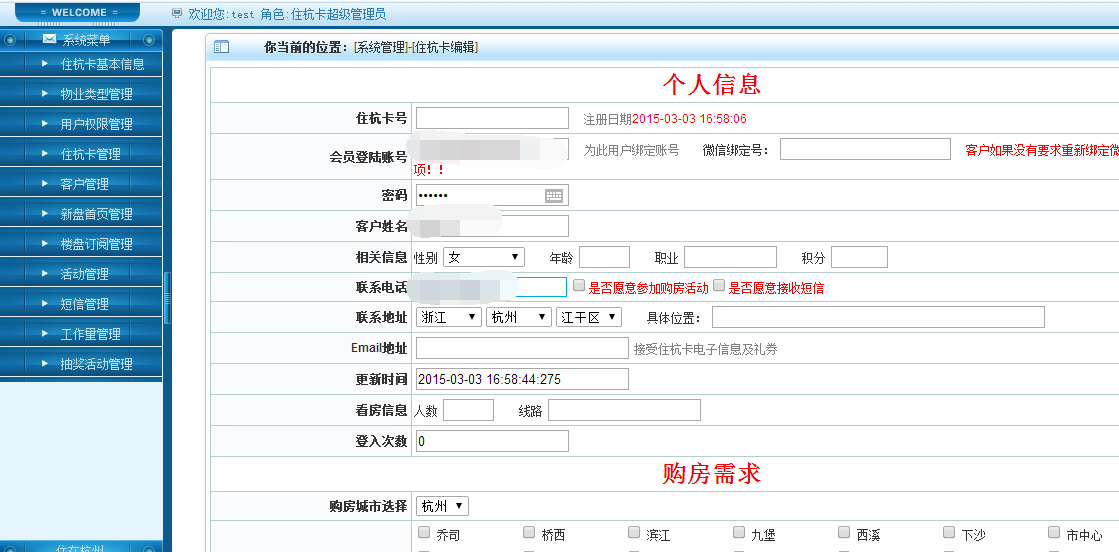 = WELCOME =
欢迎您:test 角色:住杭卡超级管理员
系统菜单
住杭卡基本信息
物业类型管理
用户权限管理
住杭卡管理
客户管理
新盘首页管理
楼盘订阅管理
活动管理
短信管理
工作里管理
抽奖活动管理
住在杭州
你当前的位置：[系统管理]-[住杭卡编辑]
个人信息
住杭卡号 注册日期2015-03-03 16:58:06
会员登陆账号 为此用户绑定账号 微信绑定号： 客户如果没有要求重新绑定微
项！！
密码 ••••••
客户姓名
相关信息 性别 女 年龄 职业 积分
联系电话 是否愿意参加购房活动 是否愿意接收短信
联系地址 浙江 杭州 江干区 具体位置：
Email地址 接受住杭卡电子信息及礼券
更新时间 2015-03-03 16:58:44:275
看房信息 人数 线路
登入次数 0
购房需求
购房城市选择 杭州
乔司 桥西 滨江 九堡 西溪 下沙 市中心